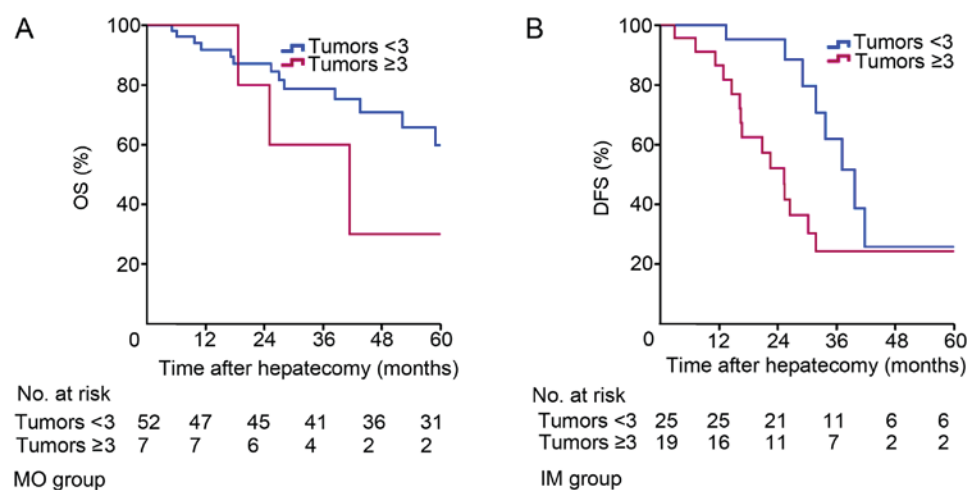 A
OS (%)
100
80
60
40
20
0
12 24 36 48 60
Tumors <3
Tumors ≥3
Time after hepatecomy (months)
No. at risk
Tumors <3 52 47 45 41 36 31
Tumors ≥3 7 7 6 4 2 2
MO group
B
DFS (%)
100
80
60
40
20
0
12 24 36 48 60
Tumors <3
Tumors ≥3
Time after hepatecomy (months)
No. at risk
Tumors <3 25 25 21 11 6 6
Tumors ≥3 19 16 11 7 2 2
IM group